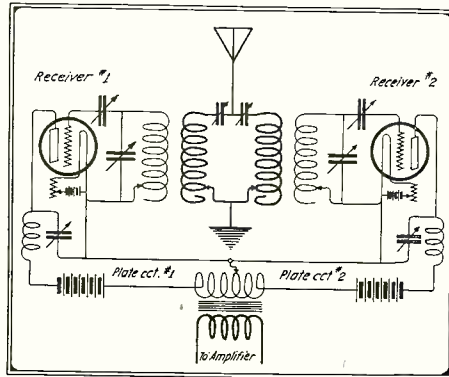 Receiver #1
Receiver #2
Plate cct. #1
Plate cct #2
To Amplifier